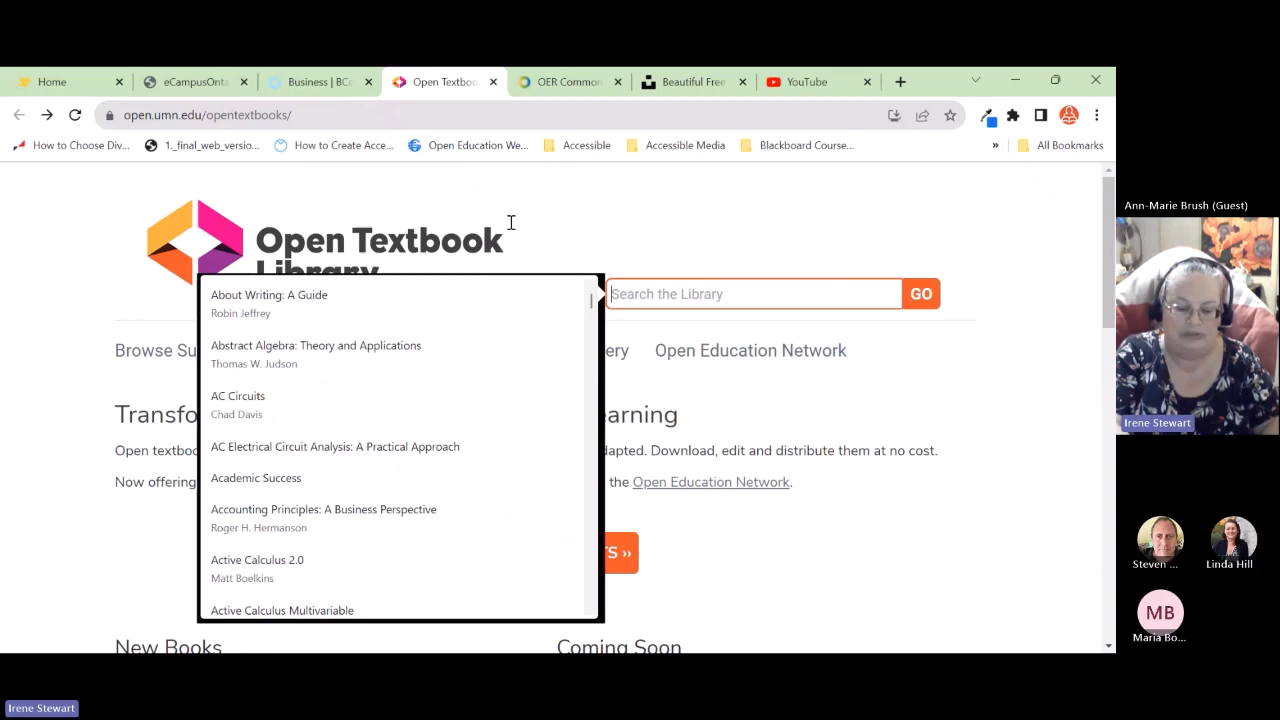 Home
eCampusOnta
Business | BCc
Open Textboo
OER Common
Beautiful Free
YouTube
open.umn.edu/opentextbooks/
How to Choose Div...
1._final_web_versio...
How to Create Acce...
Open Education We...
Accessible
Accessible Media
Blackboard Course...
»
All Bookmarks
Ann-Marie Brush (Guest)
Open Textbook
Library
Search the Library
GO
About Writing: A Guide
Robin Jeffrey
Abstract Algebra: Theory and Applications
Thomas W. Judson
AC Circuits
Chad Davis
AC Electrical Circuit Analysis: A Practical Approach
Academic Success
Accounting Principles: A Business Perspective
Roger H. Hermanson
Active Calculus 2.0
Matt Boelkins
Active Calculus Multivariable
Browse Su
ery
Open Education Network
Transfo
earning
Open textboo
dapted. Download, edit and distribute them at no cost.
Now offering
the Open Education Network.
TS ››
New Books
Coming Soon
Irene Stewart
Steven ...
Linda Hill
MB
Maria Bo...
Irene Stewart